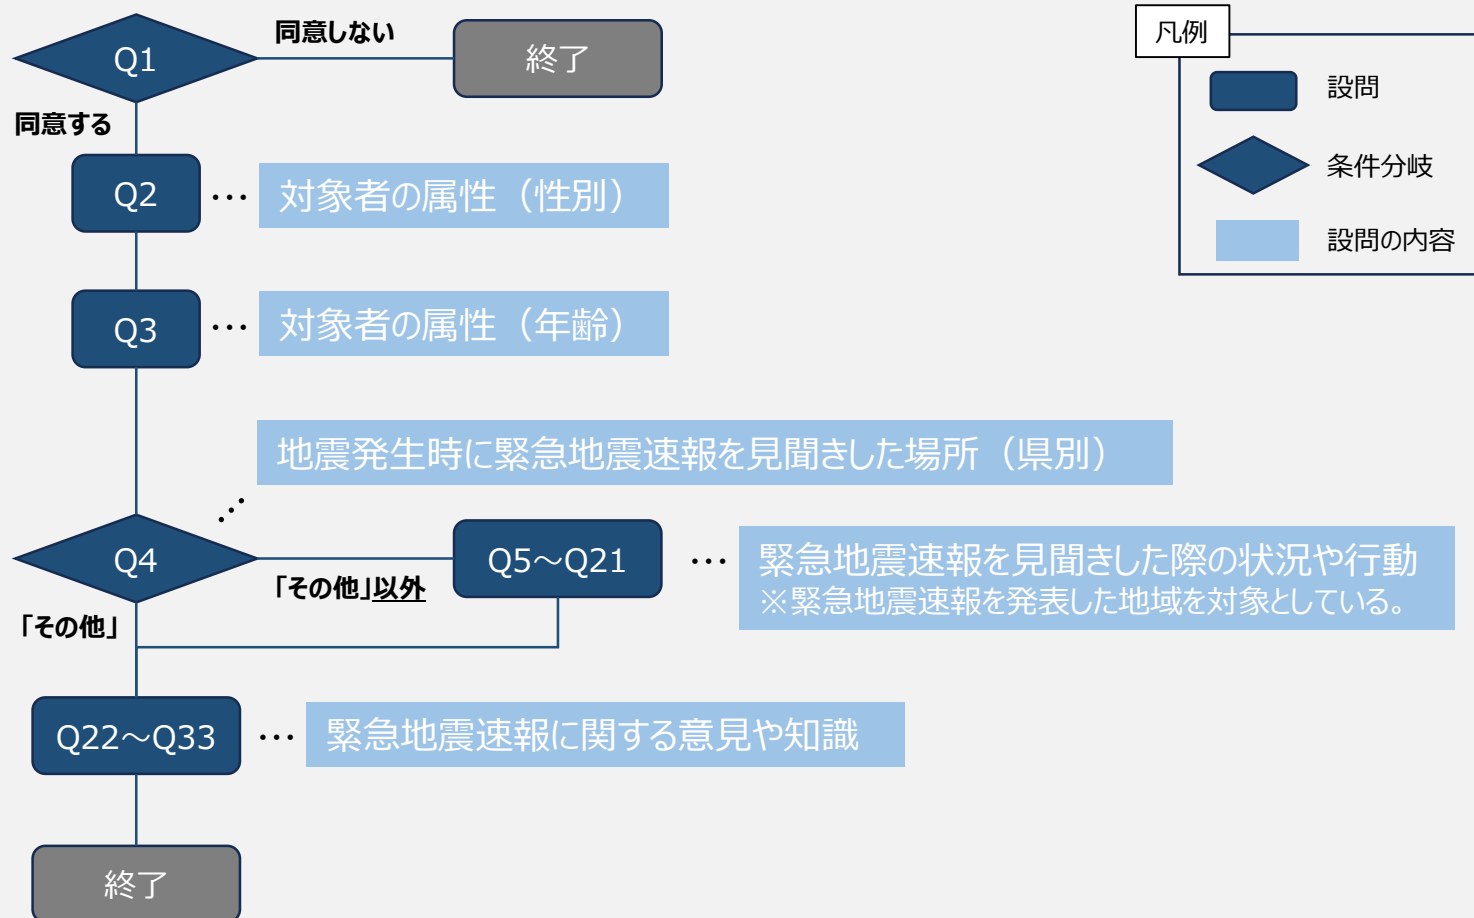 Q1
同意しない
終了
凡例
設問
条件分岐
設問の内容
同意する
Q2
… 対象者の属性（性別）
Q3
… 対象者の属性（年齢）
地震発生時に緊急地震速報を見聞きした場所（県別）
…
Q4
「その他」以外
Q5～Q21
… 緊急地震速報を見聞きした際の状況や行動
※緊急地震速報を発表した地域を対象としている。
「その他」
Q22～Q33
… 緊急地震速報に関する意見や知識
終了